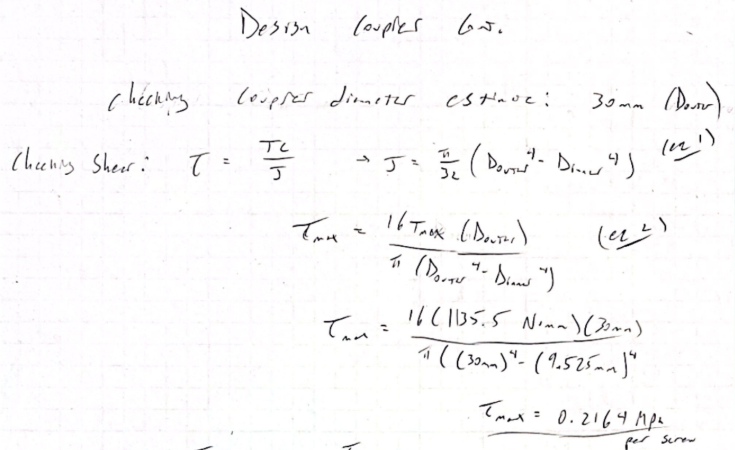 Design Coupler
Checking Coupler diameter estimate: 30mm (Douter)
Checking Shear: τ = Tc/J → J = π/32 (Douter⁴ - Dinner⁴) (eq 1)
τmax = 16 Tmax (Douter) / π (Douter⁴ - Dinner⁴) (eq 2)
τmax = 16 (1135.5 N·mm)(30mm) / π ((30mm)⁴ - (9.525mm)⁴
τmax = 0.2164 MPa
per screw